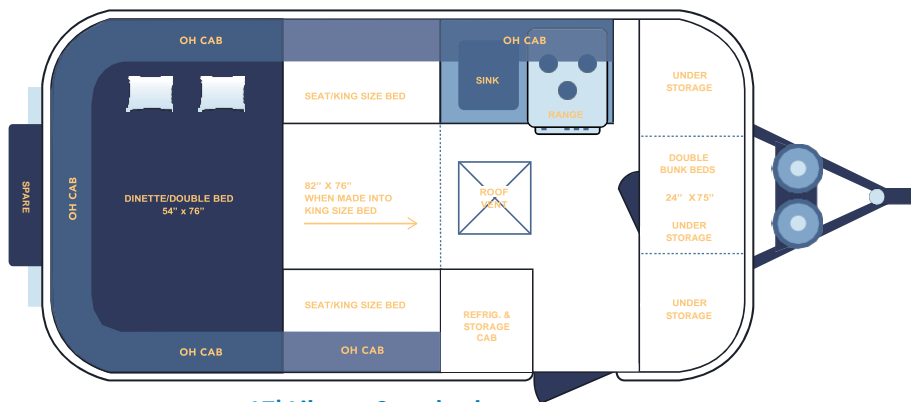 OH CAB
OH CAB
SINK
RANGE
UNDER
STORAGE
SEAT/KING SIZE BED
SPARE
OH CAB
DINETTE/DOUBLE BED
54" x 76"
82" X 76"
WHEN MADE INTO
KING SIZE BED
ROOF
VENT
DOUBLE
BUNK BEDS
24" X 75"
UNDER
STORAGE
SEAT/KING SIZE BED
REFRIG. &
STORAGE
CAB
UNDER
STORAGE
OH CAB
OH CAB